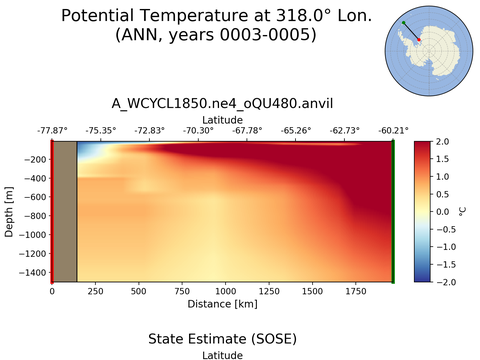 Potential Temperature at 318.0° Lon.
(ANN, years 0003-0005)
A_WCYCL1850.ne4_oQU480.anvil
Latitude
-77.87° -75.35° -72.83° -70.30° -67.78° -65.26° -62.73° -60.21°
Depth [m]
−200
−400
−600
−800
−1000
−1200
−1400
0 250 500 750 1000 1250 1500 1750
Distance [km]
2.0
1.5
1.0
0.5
0.0
−0.5
−1.0
−1.5
−2.0
°C
State Estimate (SOSE)
Latitude